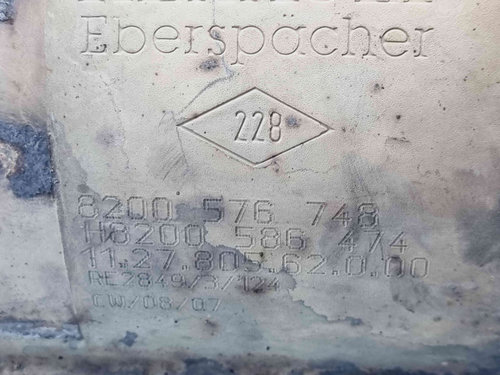 Eberspächer
228
8200 576 748
H8200 586 474
11.27.805.62.0.00
RE2849/3/124
CW/08/07